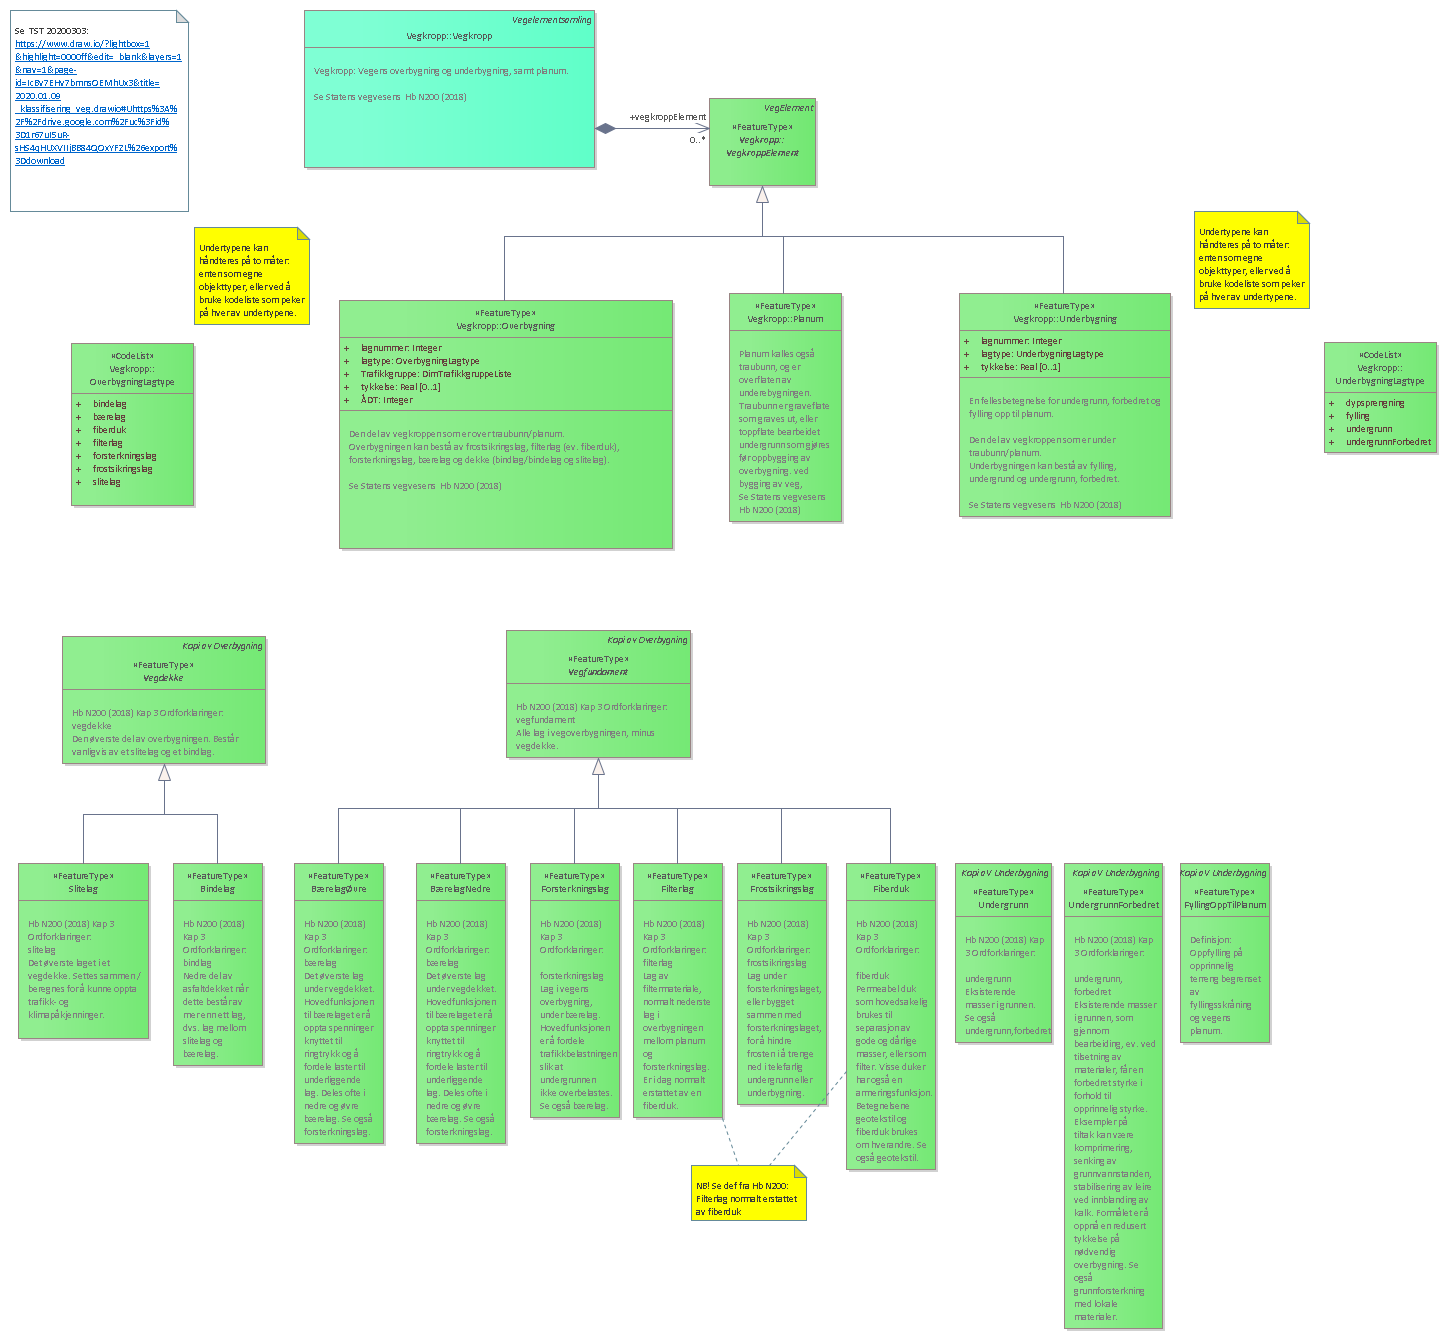 Se TST 20200303:
https://www.draw.io/?lightbox=1
&highlight=0000ff&edit=_blank&layers=1
&nav=1&page-
2020.01.09
_klassifisering_veg.drawio#Uhttps%3A%
2F%2Fdrive.google.com%2Fuc%3Fid%
3Ddownload
Vegelementsamling
Vegkropp::Vegkropp
Vegkropp: Vegens overbygning og underbygning, samt planum.
Se Statens vegvesens Hb N200 (2018)
+vegkroppElement
0..*
VegElement
«FeatureType»
Vegkropp::
VegkroppElement
Undertypene kan
håndteres på to måter:
enten som egne
objekttyper, eller ved å
bruke kodeliste som peker
på hver av undertypene.
Undertypene kan
håndteres på to måter:
enten som egne
objekttyper, eller ved å
bruke kodeliste som peker
på hver av undertypene.
«CodeList»
Vegkropp::
OverbygningLagtype
+ bindelag
+ bærelag
+ fiberduk
+ filterlag
+ forsterkningslag
+ frostsikringslag
+ slitelag
«FeatureType»
Vegkropp::Overbygning
+ lagnummer: Integer
+ lagtype: OverbygningLagtype
+ Trafikkgruppe: DimTrafikkgruppeListe
+ tykkelse: Real [0..1]
+ ÅDT: Integer
Den del av vegkroppen som er over traubunn/planum.
Overbygningen kan bestå av frostsikringslag, filterlag (ev. fiberduk),
forsterkningslag, bærelag og dekke (bindlag/bindelag og slitelag).
Se Statens vegvesens Hb N200 (2018)
«FeatureType»
Vegkropp::Planum
Planum kalles også
traubunn, og er
overflaten av
underebygningen.
Traubunn er graveflate
som graves ut, eller
toppflate bearbeidet
undergrunn som gjøres
før oppbygging av
overbygning. ved
bygging av veg,
Se Statens vegvesens
Hb N200 (2018)
«FeatureType»
Vegkropp::Underbygning
+ lagnummer: Integer
+ lagtype: UnderbygningLagtype
+ tykkelse: Real [0..1]
En fellesbetegnelse for undergrunn, forbedret og
fylling opp til planum.
Den del av vegkroppen som er under
traubunn/planum.
Underbygningen kan bestå av fylling,
undergrund og undergrunn, forbedret.
Se Statens vegvesens Hb N200 (2018)
«CodeList»
Vegkropp::
UnderbygningLagtype
+ dypsprengning
+ fylling
+ undergrunn
+ undergrunnForbedret
Kopi av Overbygning
«FeatureType»
Vegdekke
Hb N200 (2018) Kap 3 Ordforklaringer:
vegdekke
Den øverste del av overbygningen. Består
vanligvis av et slitelag og et bindlag.
Kopi av Overbygning
«FeatureType»
Vegfundament
Hb N200 (2018) Kap 3 Ordforklaringer:
vegfundament
Alle lag i vegoverbygningen, minus
vegdekke.
«FeatureType»
Slitelag
Hb N200 (2018) Kap 3
Ordforklaringer:
slitelag
Det øverste laget i et
vegdekke. Settes sammen /
beregnes for å kunne oppta
trafikk- og
klimapåkjenninger.
«FeatureType»
Bindelag
Hb N200 (2018)
Kap 3
Ordforklaringer:
bindlag
Nedre del av
asfaltdekket når
dette består av
mer enn ett lag,
dvs. lag mellom
slitelag og
bærelag.
«FeatureType»
BærelagØvre
Hb N200 (2018)
Kap 3
Ordforklaringer:
bærelag
Det øverste lag
under vegdekket.
Hovedfunksjonen
til bærelaget er å
oppta spenninger
knyttet til
ringtrykk og å
fordele laster til
underliggende
lag. Deles ofte i
nedre og øvre
bærelag. Se også
forsterkningslag.
«FeatureType»
BærelagNedre
Hb N200 (2018)
Kap 3
Ordforklaringer:
bærelag
Det øverste lag
under vegdekket.
Hovedfunksjonen
til bærelaget er å
oppta spenninger
knyttet til
ringtrykk og å
fordele laster til
underliggende
lag. Deles ofte i
nedre og øvre
bærelag. Se også
forsterkningslag.
«FeatureType»
Forsterkningslag
Hb N200 (2018)
Kap 3
Ordforklaringer:
forsterkningslag
Lag i vegens
overbygning,
under bærelag.
Hovedfunksjonen
er å fordele
trafikkbelastningen
slik at
undergrunnen
ikke overbelastes.
Se også bærelag.
«FeatureType»
Filterlag
Hb N200 (2018)
Kap 3
Ordforklaringer:
filterlag
Lag av
filtermateriale,
normalt nederste
lag i
overbygningen
mellom planum
og
forsterkningslag.
Er i dag normalt
erstattet av en
fiberduk.
«FeatureType»
Frostsikringslag
Hb N200 (2018)
Kap 3
Ordforklaringer:
frostsikringslag
Lag under
forsterkningslaget,
eller bygget
sammen med
forsterkningslaget,
for å hindre
frosten i å trenge
ned i telefarlig
undergrunn eller
underbygning.
«FeatureType»
Fiberduk
Hb N200 (2018)
Kap 3
Ordforklaringer:
fiberduk
Permeabel duk
som hovedsakelig
brukes til
separasjon av
gode og dårlige
masser, eller som
filter. Visse duker
har også en
armeringsfunksjon.
Betegnelsene
geotekstil og
fiberduk brukes
om hverandre. Se
også geotekstil.
Kopi aV Underbygning
«FeatureType»
Undergrunn
Hb N200 (2018) Kap
3 Ordforklaringer:
undergrunn
Eksisterende
masser i grunnen.
Se også
undergrunn,forbedret
Kopi aV Underbygning
«FeatureType»
UndergrunnForbedret
Hb N200 (2018) Kap
3 Ordforklaringer:
undergrunn,
forbedret
Eksisterende masser
i grunnen, som
gjennom
bearbeiding, ev. ved
tilsetning av
materialer, får en
forbedret styrke i
forhold til
opprinnelig styrke.
Eksempler på
tiltak kan være
komprimering,
senking av
grunnvannstanden,
stabilisering av leire
ved innblanding av
kalk. Formålet er å
oppnå en redusert
tykkelse på
nødvendig
overbygning. Se
også
grunnforsterkning
med lokale
materialer.
Kopi aV Underbygning
«FeatureType»
FyllingOppTilPlanum
Definisjon:
Oppfylling på
opprinnelig
terreng begrenset
av
fyllingsskråning
og vegens
planum.
NB! Se def fra Hb N200:
Filterlag normalt erstattet
av fiberduk